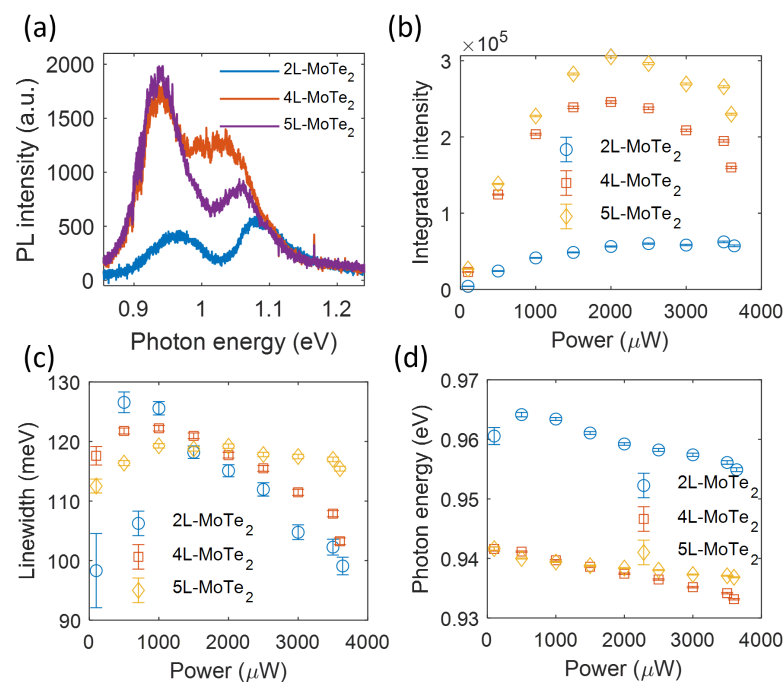 (a)
PL intensity (a.u.)
2000
1500
1000
500
0
2L-MoTe2
4L-MoTe2
5L-MoTe2
0.9
1
1.1
1.2
Photon energy (eV)
(b)
× 10^5
Integrated intensity
3
2
1
0
2L-MoTe2
4L-MoTe2
5L-MoTe2
0
1000
2000
3000
4000
Power (μW)
(c)
Linewidth (meV)
130
120
110
100
90
2L-MoTe2
4L-MoTe2
5L-MoTe2
0
1000
2000
3000
4000
Power (μW)
(d)
Photon energy (eV)
0.97
0.96
0.95
0.94
0.93
2L-MoTe2
4L-MoTe2
5L-MoTe2
0
1000
2000
3000
4000
Power (μW)